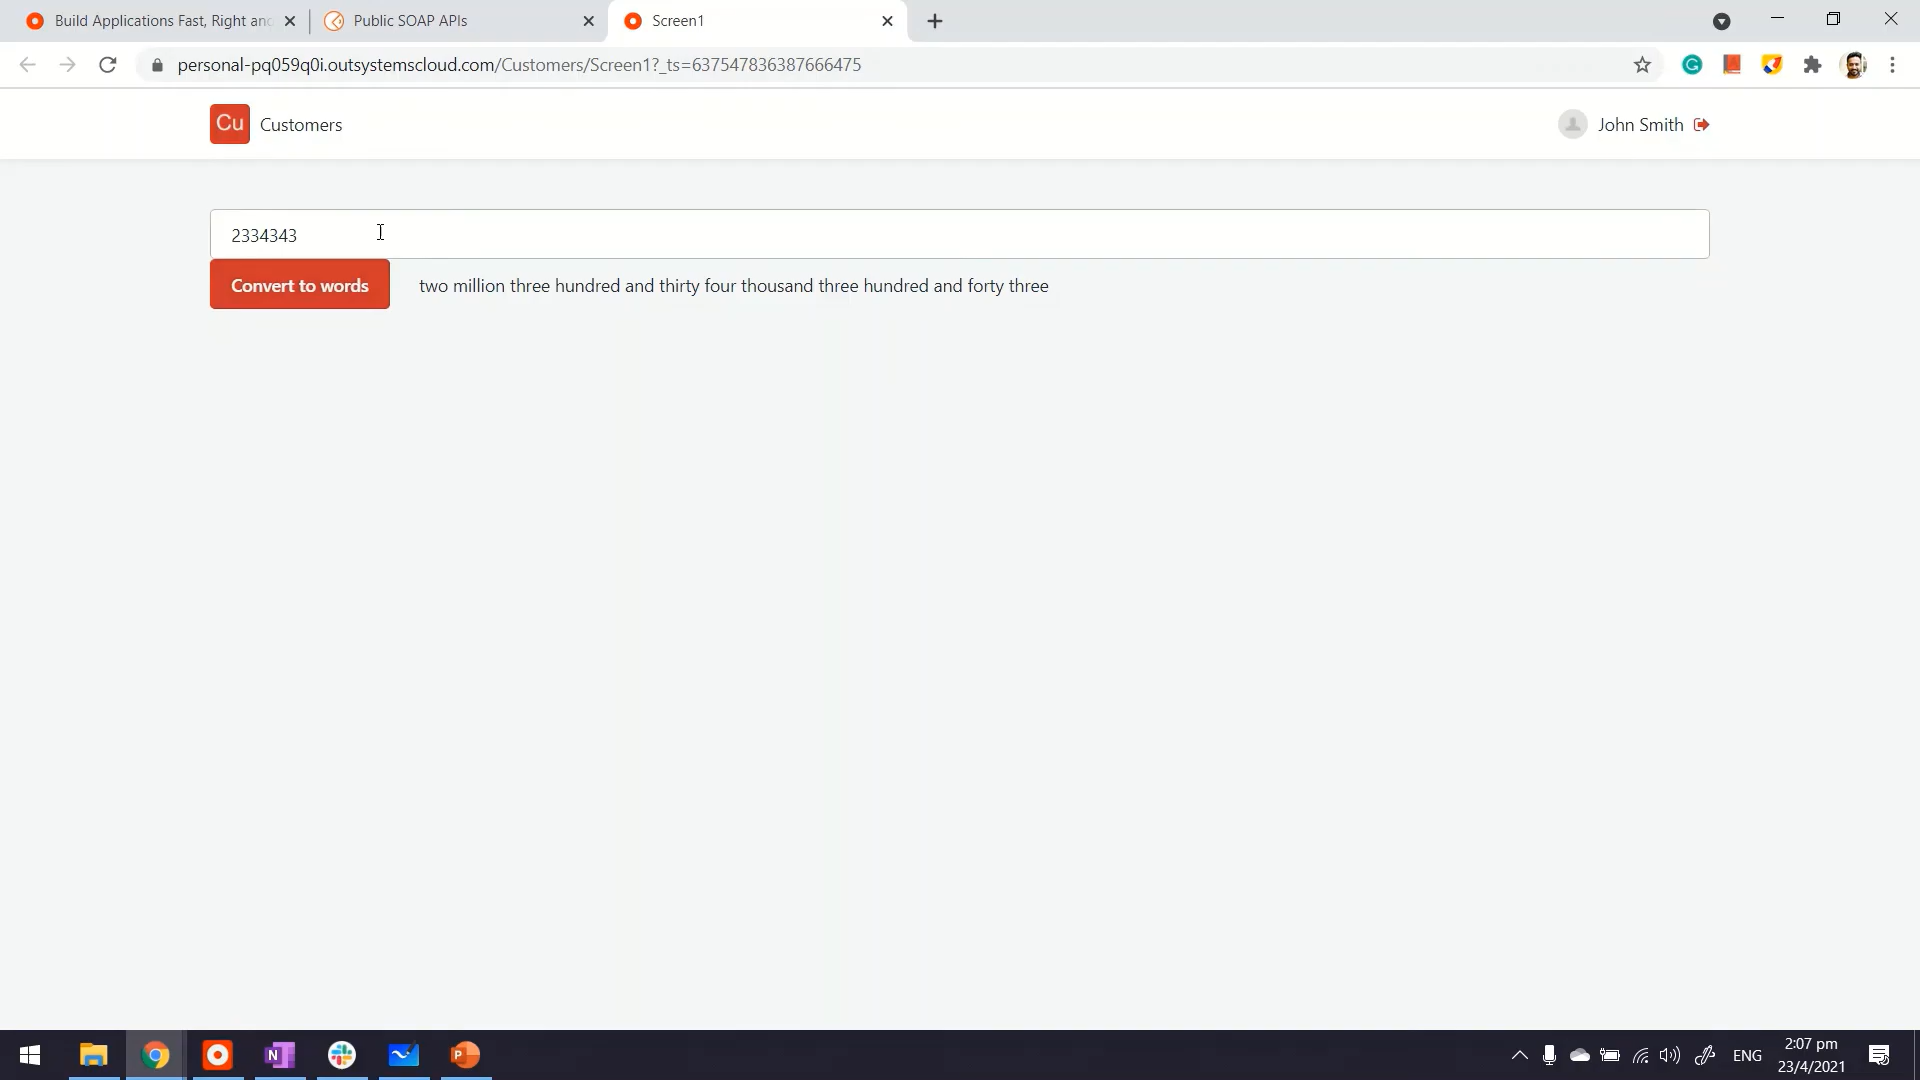 Build Applications Fast, Right and
Public SOAP APIs
Screen1
personal-pq059q0i.outsystemscloud.com/Customers/Screen1?_ts=637547836387666475
Cu
Customers
John Smith
2334343
Convert to words
two million three hundred and thirty four thousand three hundred and forty three
ENG
2:07 pm
23/4/2021